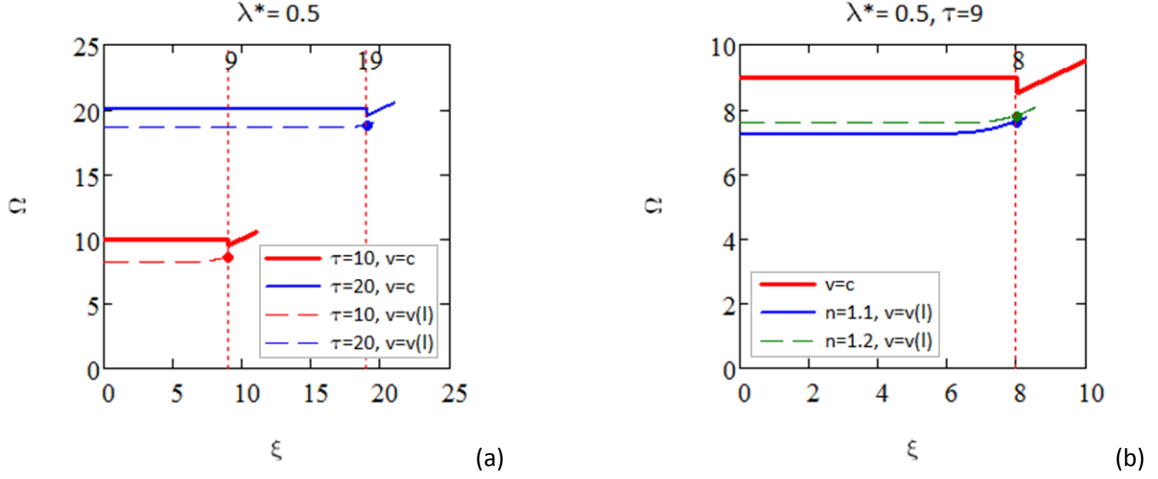 λ*= 0.5
25
20
15
10
5
0
Ω
9
19
τ=10, v=c
τ=20, v=c
τ=10, v=v(l)
τ=20, v=v(l)
0 5 10 15 20 25
ξ
(a)
λ*= 0.5, τ=9
10
8
6
4
2
0
Ω
8
v=c
n=1.1, v=v(l)
n=1.2, v=v(l)
0 2 4 6 8 10
ξ
(b)